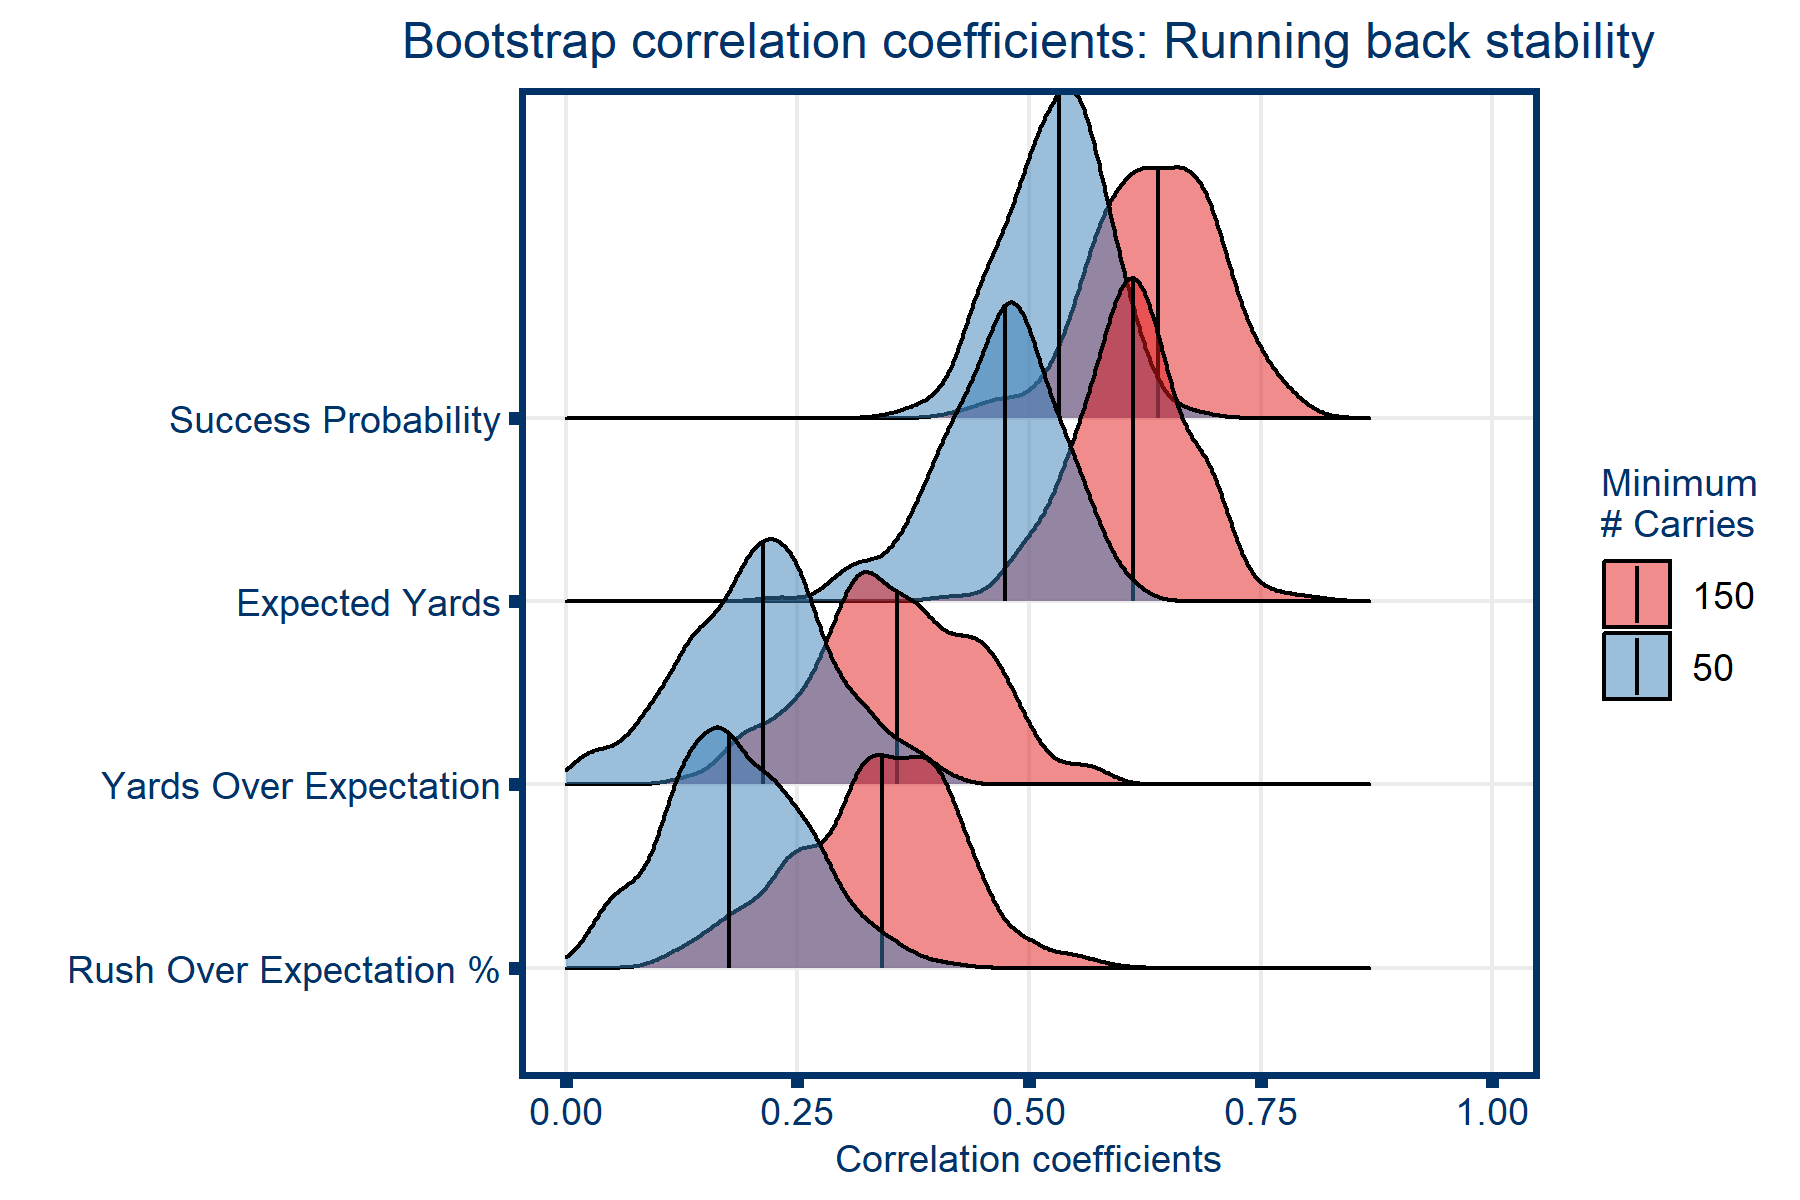 Bootstrap correlation coefficients: Running back stability
Success Probability
Expected Yards
Yards Over Expectation
Rush Over Expectation %
0.00 0.25 0.50 0.75 1.00
Correlation coefficients
Minimum
# Carries
150
50